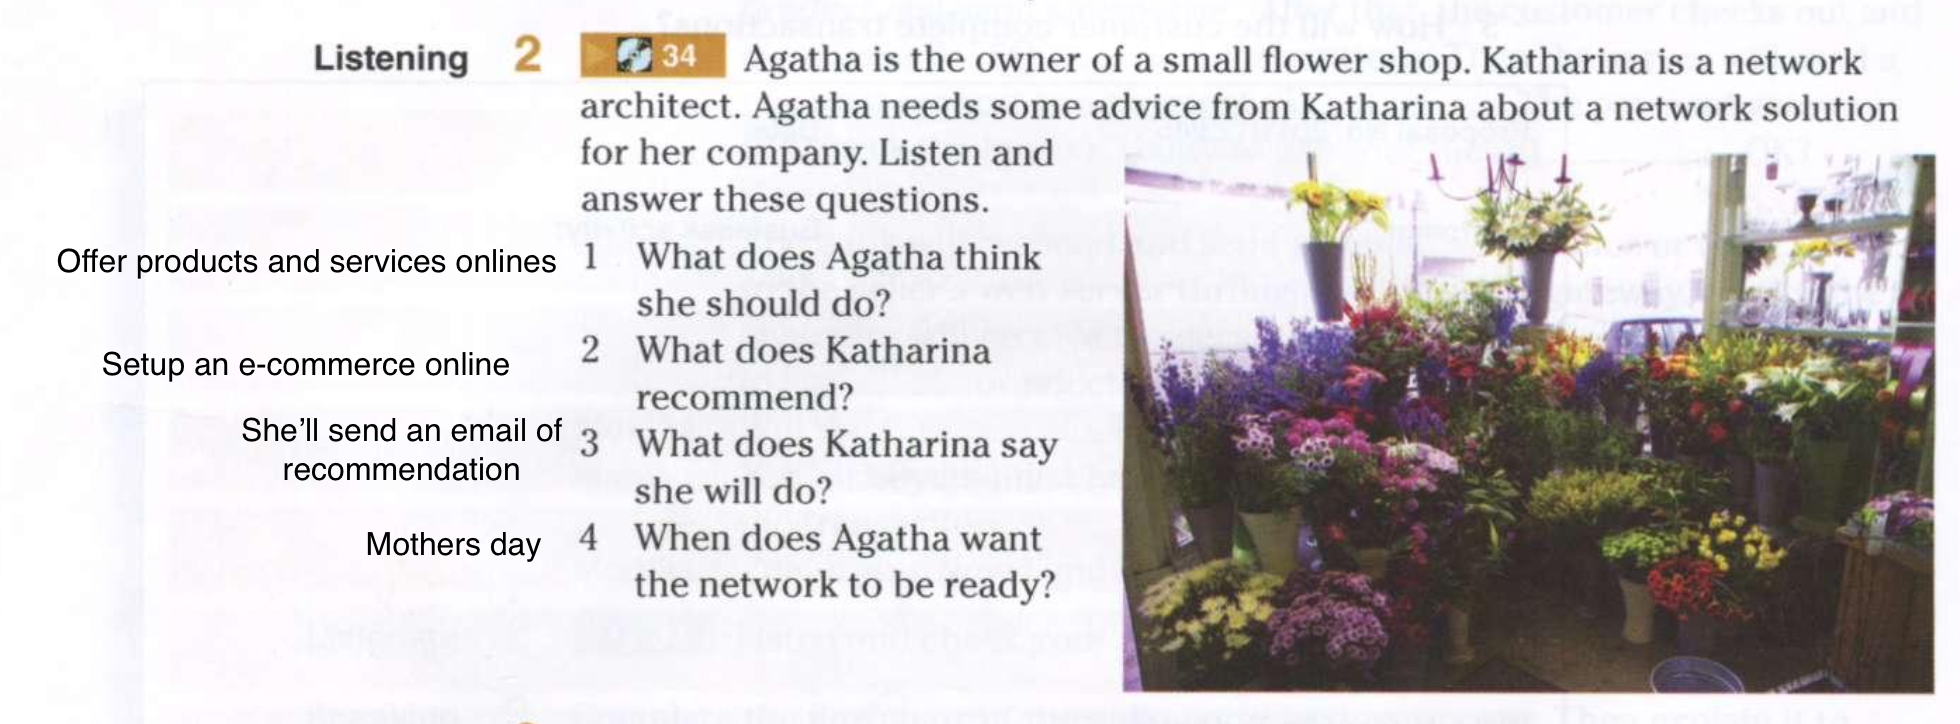 Listening 2 34 Agatha is the owner of a small flower shop. Katharina is a network
architect. Agatha needs some advice from Katharina about a network solution
for her company. Listen and
answer these questions.
Offer products and services onlines
1 What does Agatha think
she should do?
Setup an e-commerce online
2 What does Katharina
recommend?
She’ll send an email of
recommendation
3 What does Katharina say
she will do?
Mothers day
4 When does Agatha want
the network to be ready?